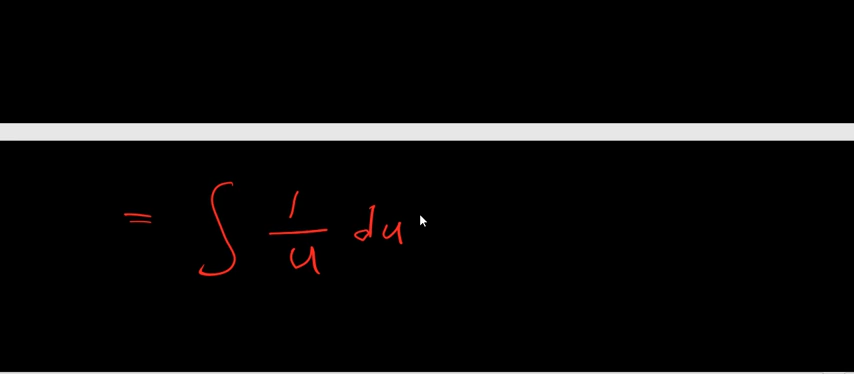 = ∫ 1/u du